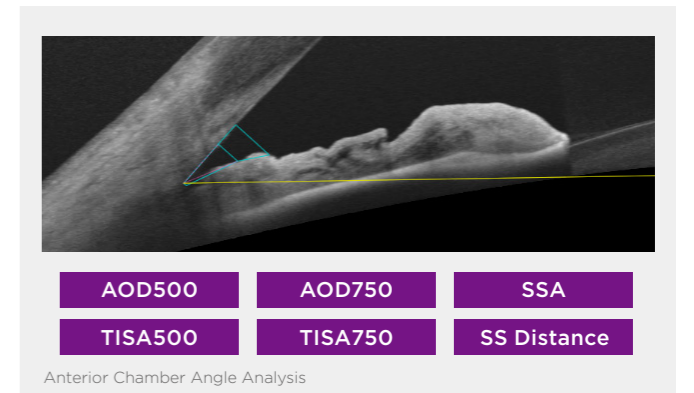 AOD500 AOD750 SSA
TISA500 TISA750 SS Distance
Anterior Chamber Angle Analysis